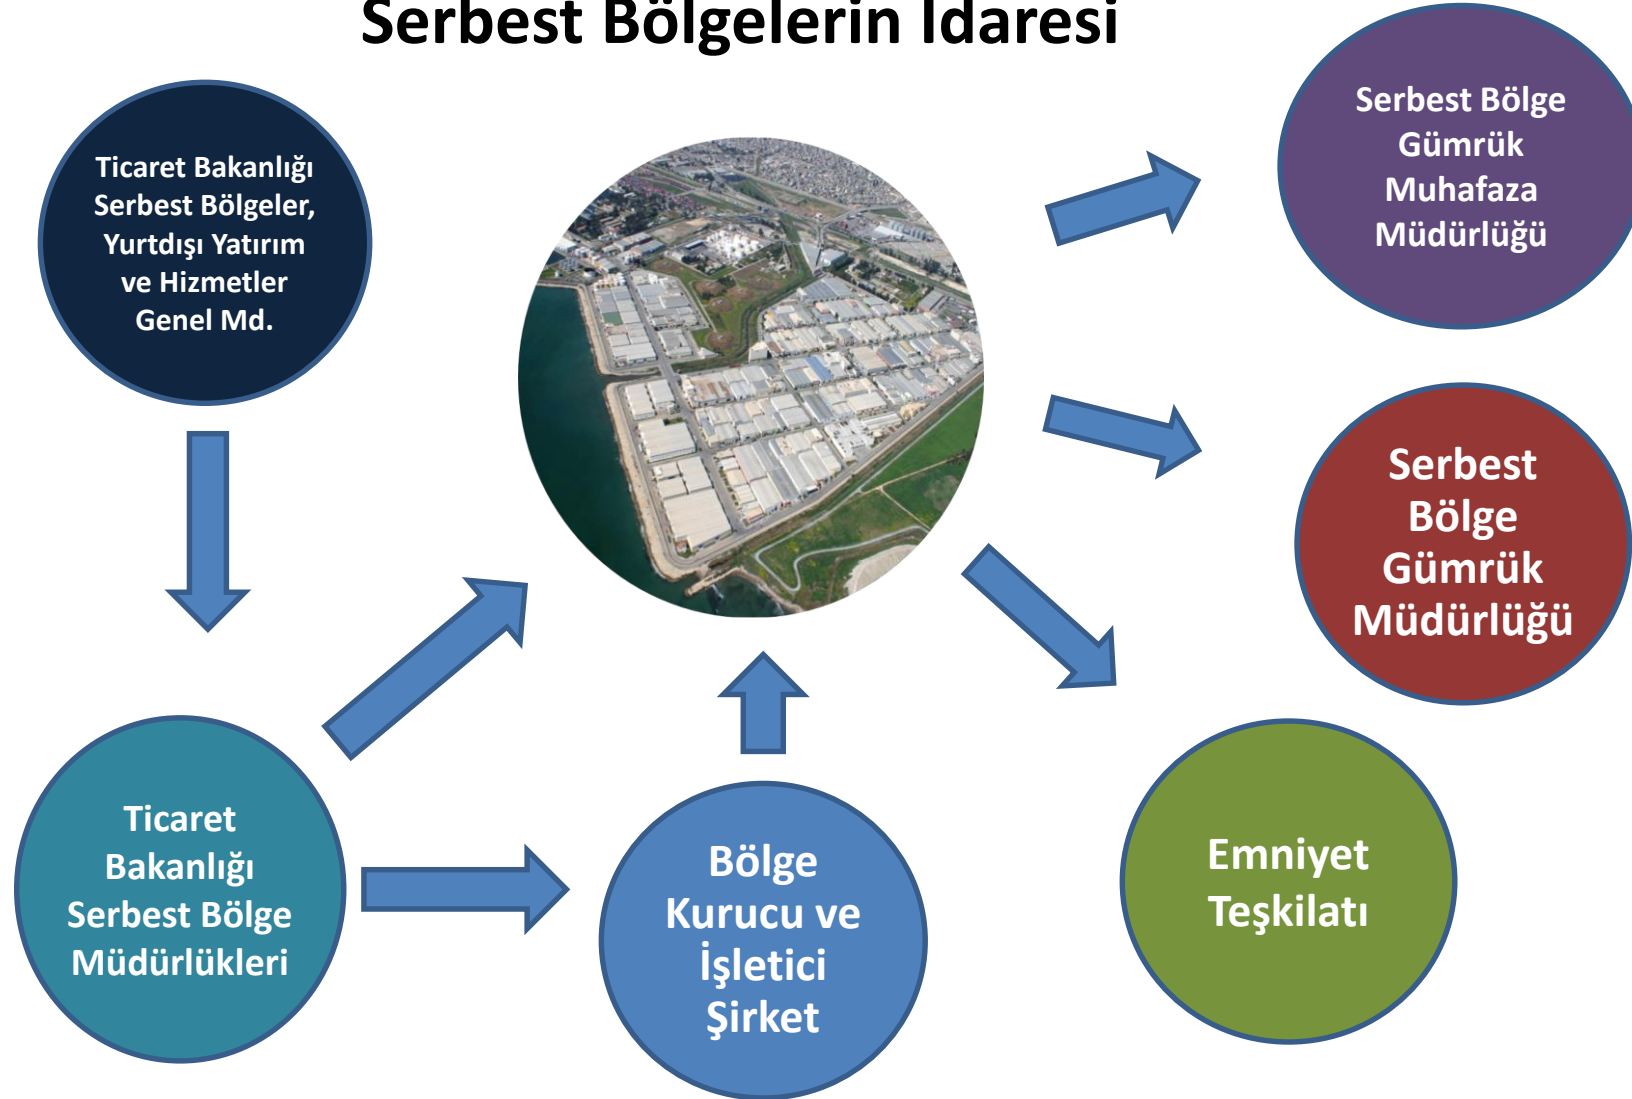 Serbest Bölgelerin İdaresi
Ticaret Bakanlığı
Serbest Bölgeler,
Yurtdışı Yatırım
ve Hizmetler
Genel Md.
Serbest Bölge
Gümrük
Muhafaza
Müdürlüğü
Serbest
Bölge
Gümrük
Müdürlüğü
Ticaret
Bakanlığı
Serbest Bölge
Müdürlükleri
Bölge
Kurucu ve
İşletici
Şirket
Emniyet
Teşkilatı